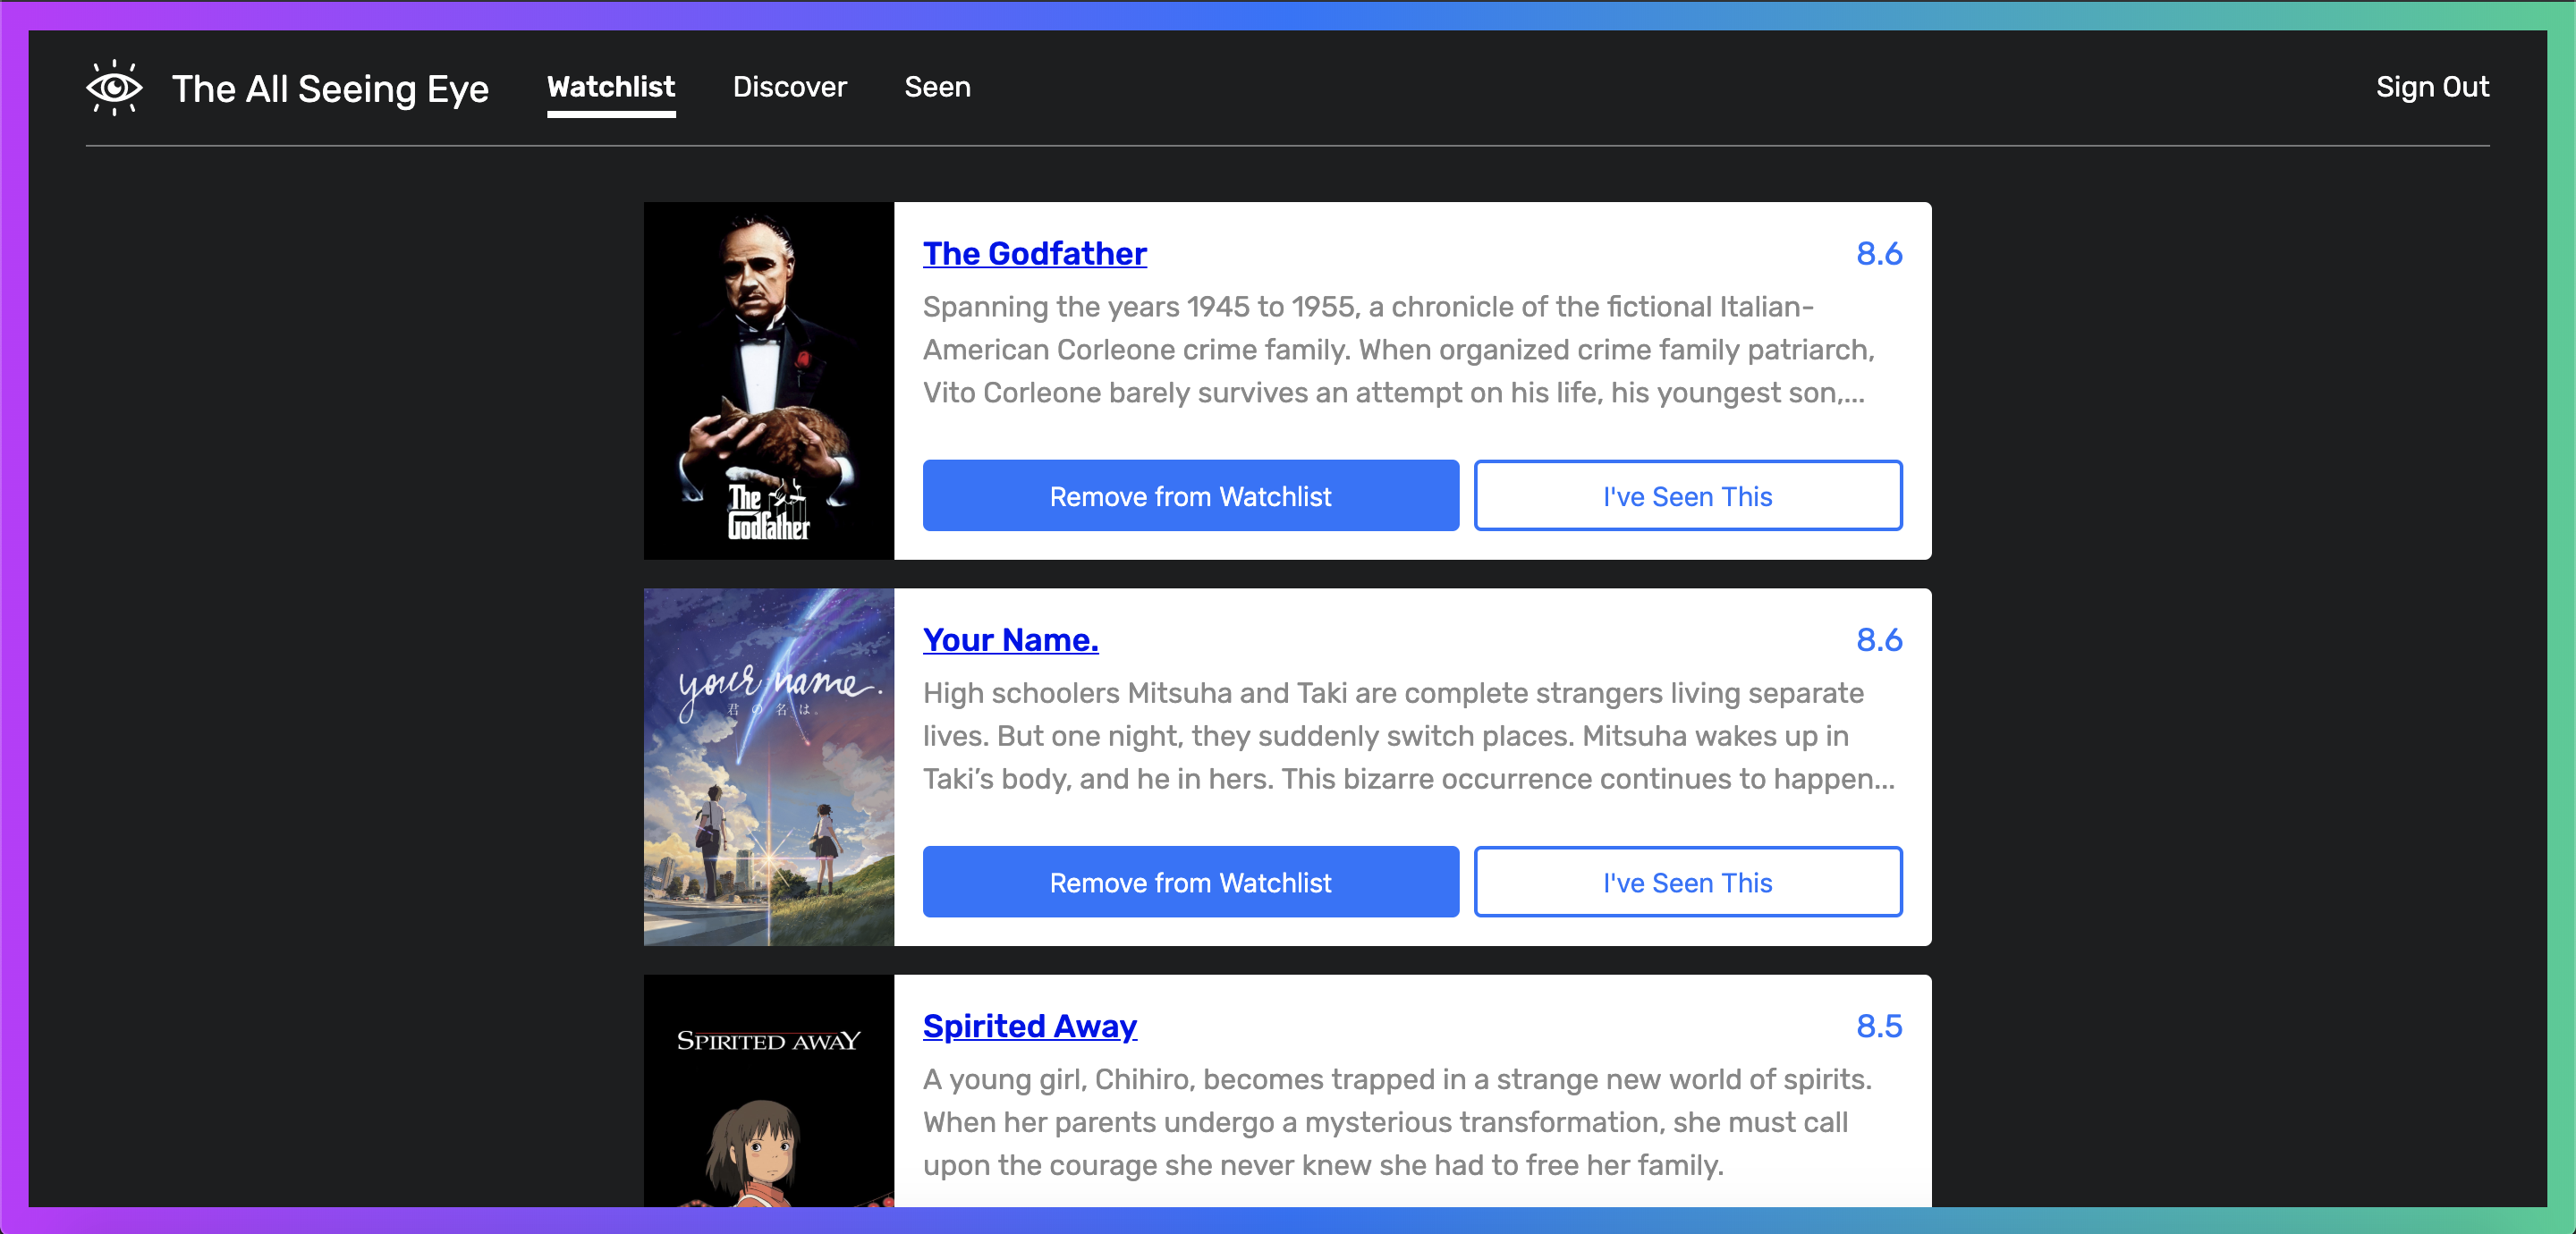 The All Seeing Eye
Watchlist
Discover
Seen
Sign Out
The Godfather
The Godfather
8.6
Spanning the years 1945 to 1955, a chronicle of the fictional Italian-
American Corleone crime family. When organized crime family patriarch,
Vito Corleone barely survives an attempt on his life, his youngest son,...
Remove from Watchlist
I've Seen This
your name.
君の名は。
Your Name.
8.6
High schoolers Mitsuha and Taki are complete strangers living separate
lives. But one night, they suddenly switch places. Mitsuha wakes up in
Taki’s body, and he in hers. This bizarre occurrence continues to happen...
Remove from Watchlist
I've Seen This
SPIRITED AWAY
Spirited Away
8.5
A young girl, Chihiro, becomes trapped in a strange new world of spirits.
When her parents undergo a mysterious transformation, she must call
upon the courage she never knew she had to free her family.